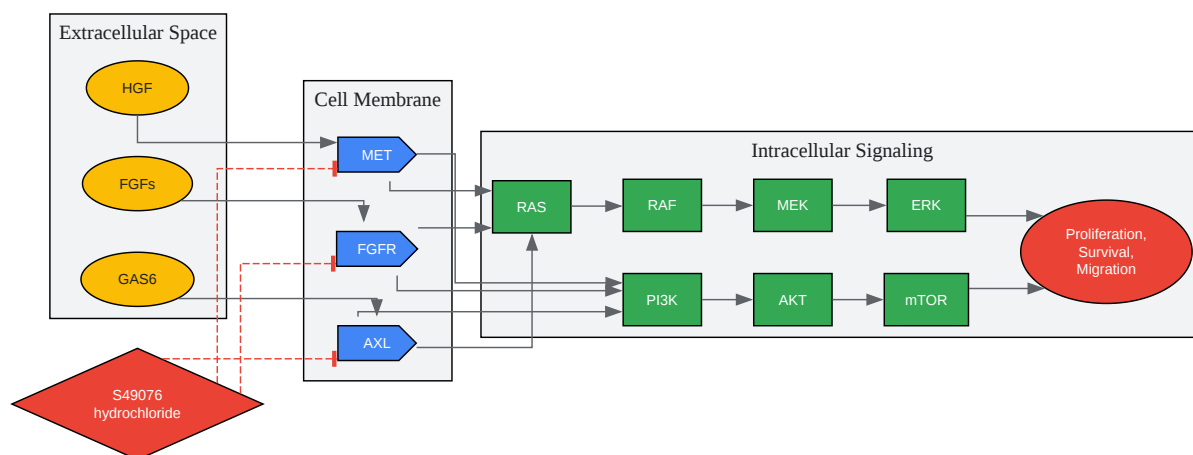 Extracellular Space
HGF
FGFs
GAS6
S49076
hydrochloride
Cell Membrane
MET
FGFR
AXL
Intracellular Signaling
RAS
RAF
MEK
ERK
PI3K
AKT
mTOR
Proliferation,
Survival,
Migration